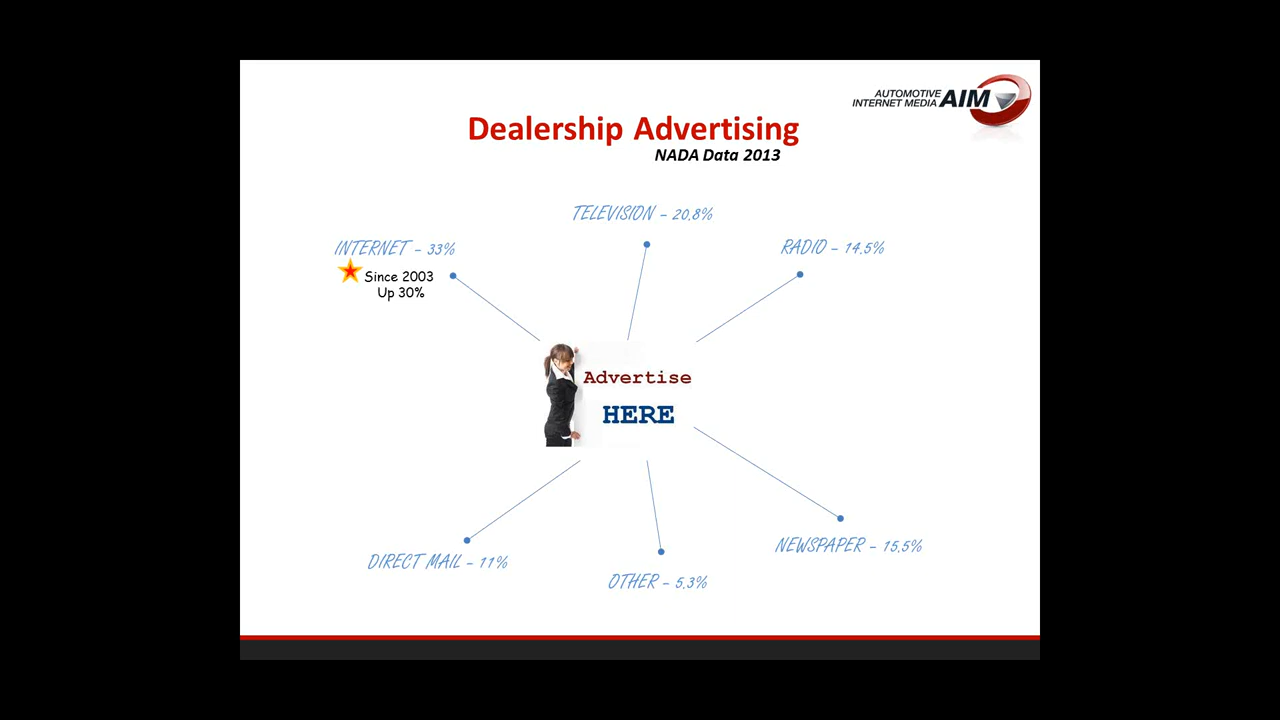 AUTOMOTIVE
INTERNET MEDIA AIM
Dealership Advertising
NADA Data 2013
TELEVISION – 20.8%
INTERNET – 33%
RADIO – 14.5%
Since 2003
Up 30%
Advertise
HERE
NEWSPAPER – 15.5%
DIRECT MAIL – 11%
OTHER – 5.3%